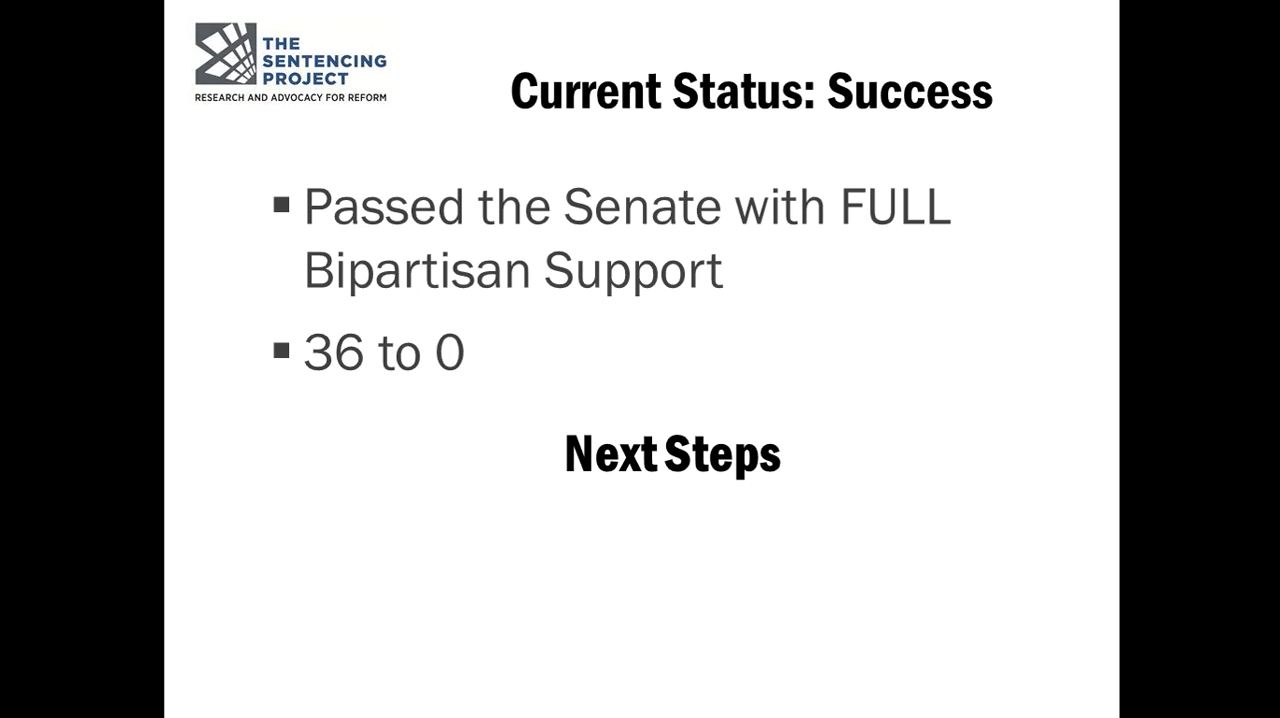 THE
SENTENCING
PROJECT
RESEARCH AND ADVOCACY FOR REFORM
Current Status: Success
▪ Passed the Senate with FULL
Bipartisan Support
▪ 36 to 0
Next Steps